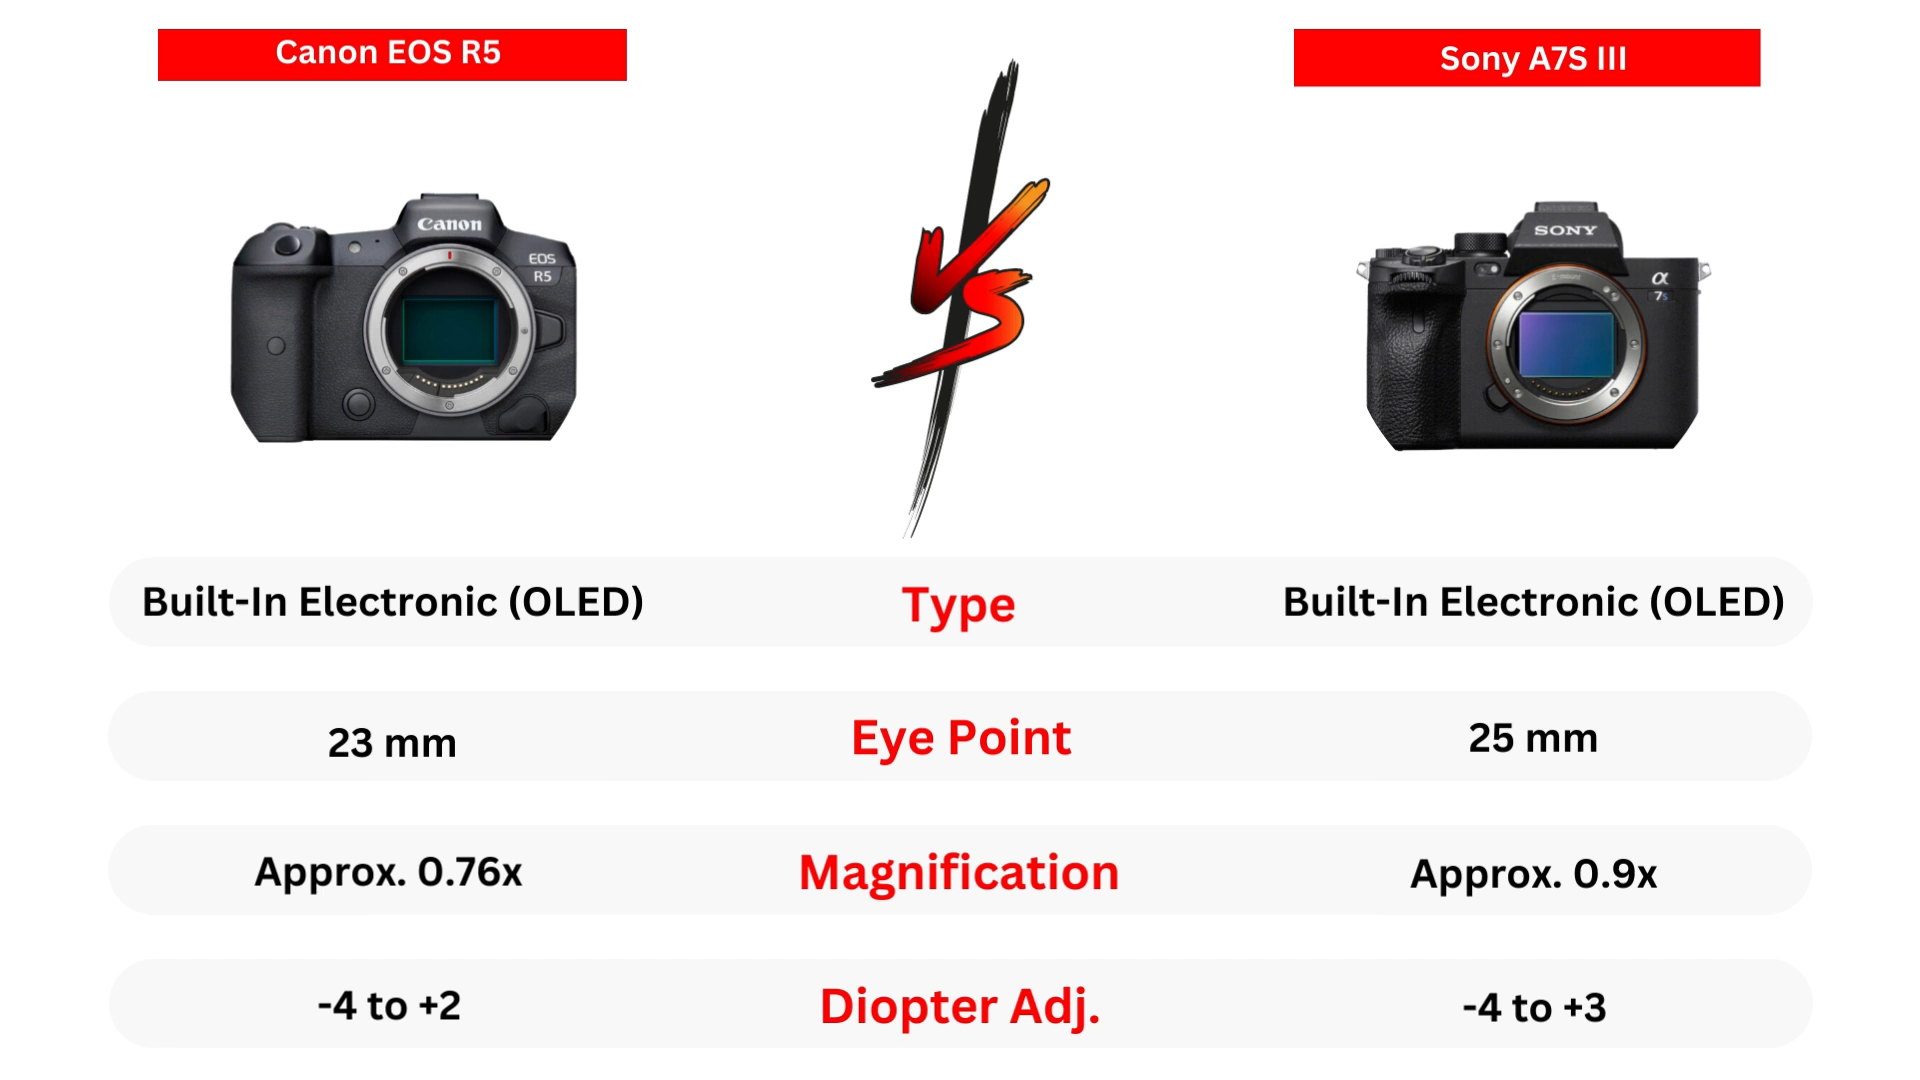 Canon EOS R5
Sony A7S III
VS
Canon
EOS
R5
SONY
α
7S
Built-In Electronic (OLED)
Type
Built-In Electronic (OLED)
23 mm
Eye Point
25 mm
Approx. 0.76x
Magnification
Approx. 0.9x
-4 to +2
Diopter Adj.
-4 to +3